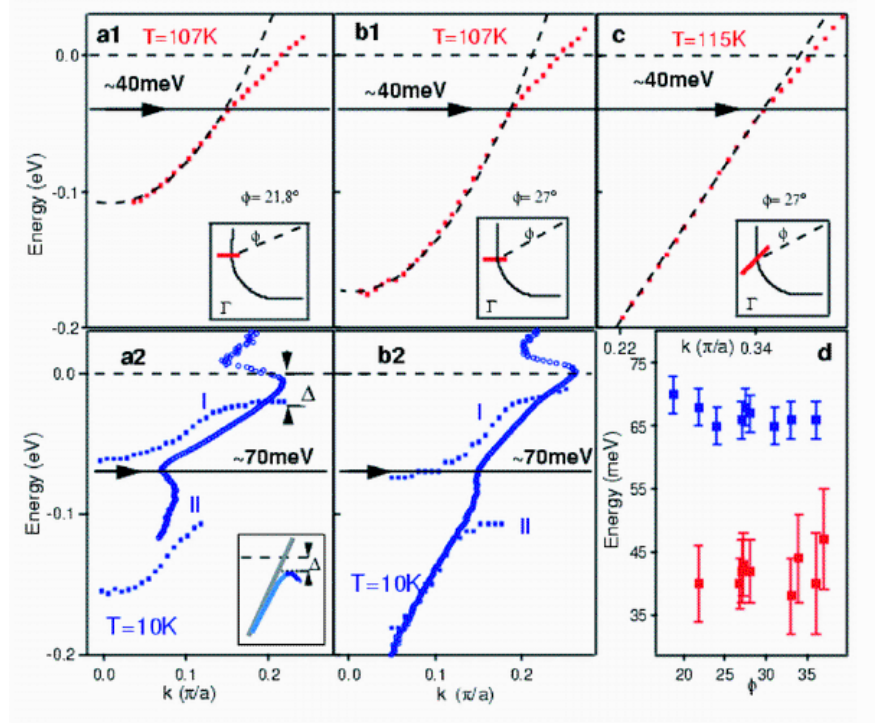 a1
T=107K
b1
T=107K
c
T=115K
0.0
~40meV
~40meV
~40meV
Energy (eV)
-0.1
ϕ= 21,8°
ϕ= 27°
ϕ= 27°
ϕ
ϕ
ϕ
Γ
Γ
Γ
-0.2
a2
b2
0.22
k (π/a)
0.34
d
0.0
I
Δ
I
~70meV
~70meV
Energy (eV)
-0.1
II
II
Δ
T=10K
T=10K
-0.2
0.0
0.1
0.2
k (π/a)
0.0
0.1
0.2
k (π/a)
75
65
55
45
35
Energy (meV)
20
25
30
35
ϕ